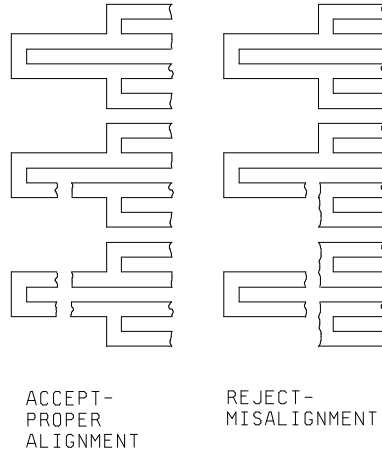 ACCEPT-
PROPER
ALIGNMENT
REJECT-
MISALIGNMENT